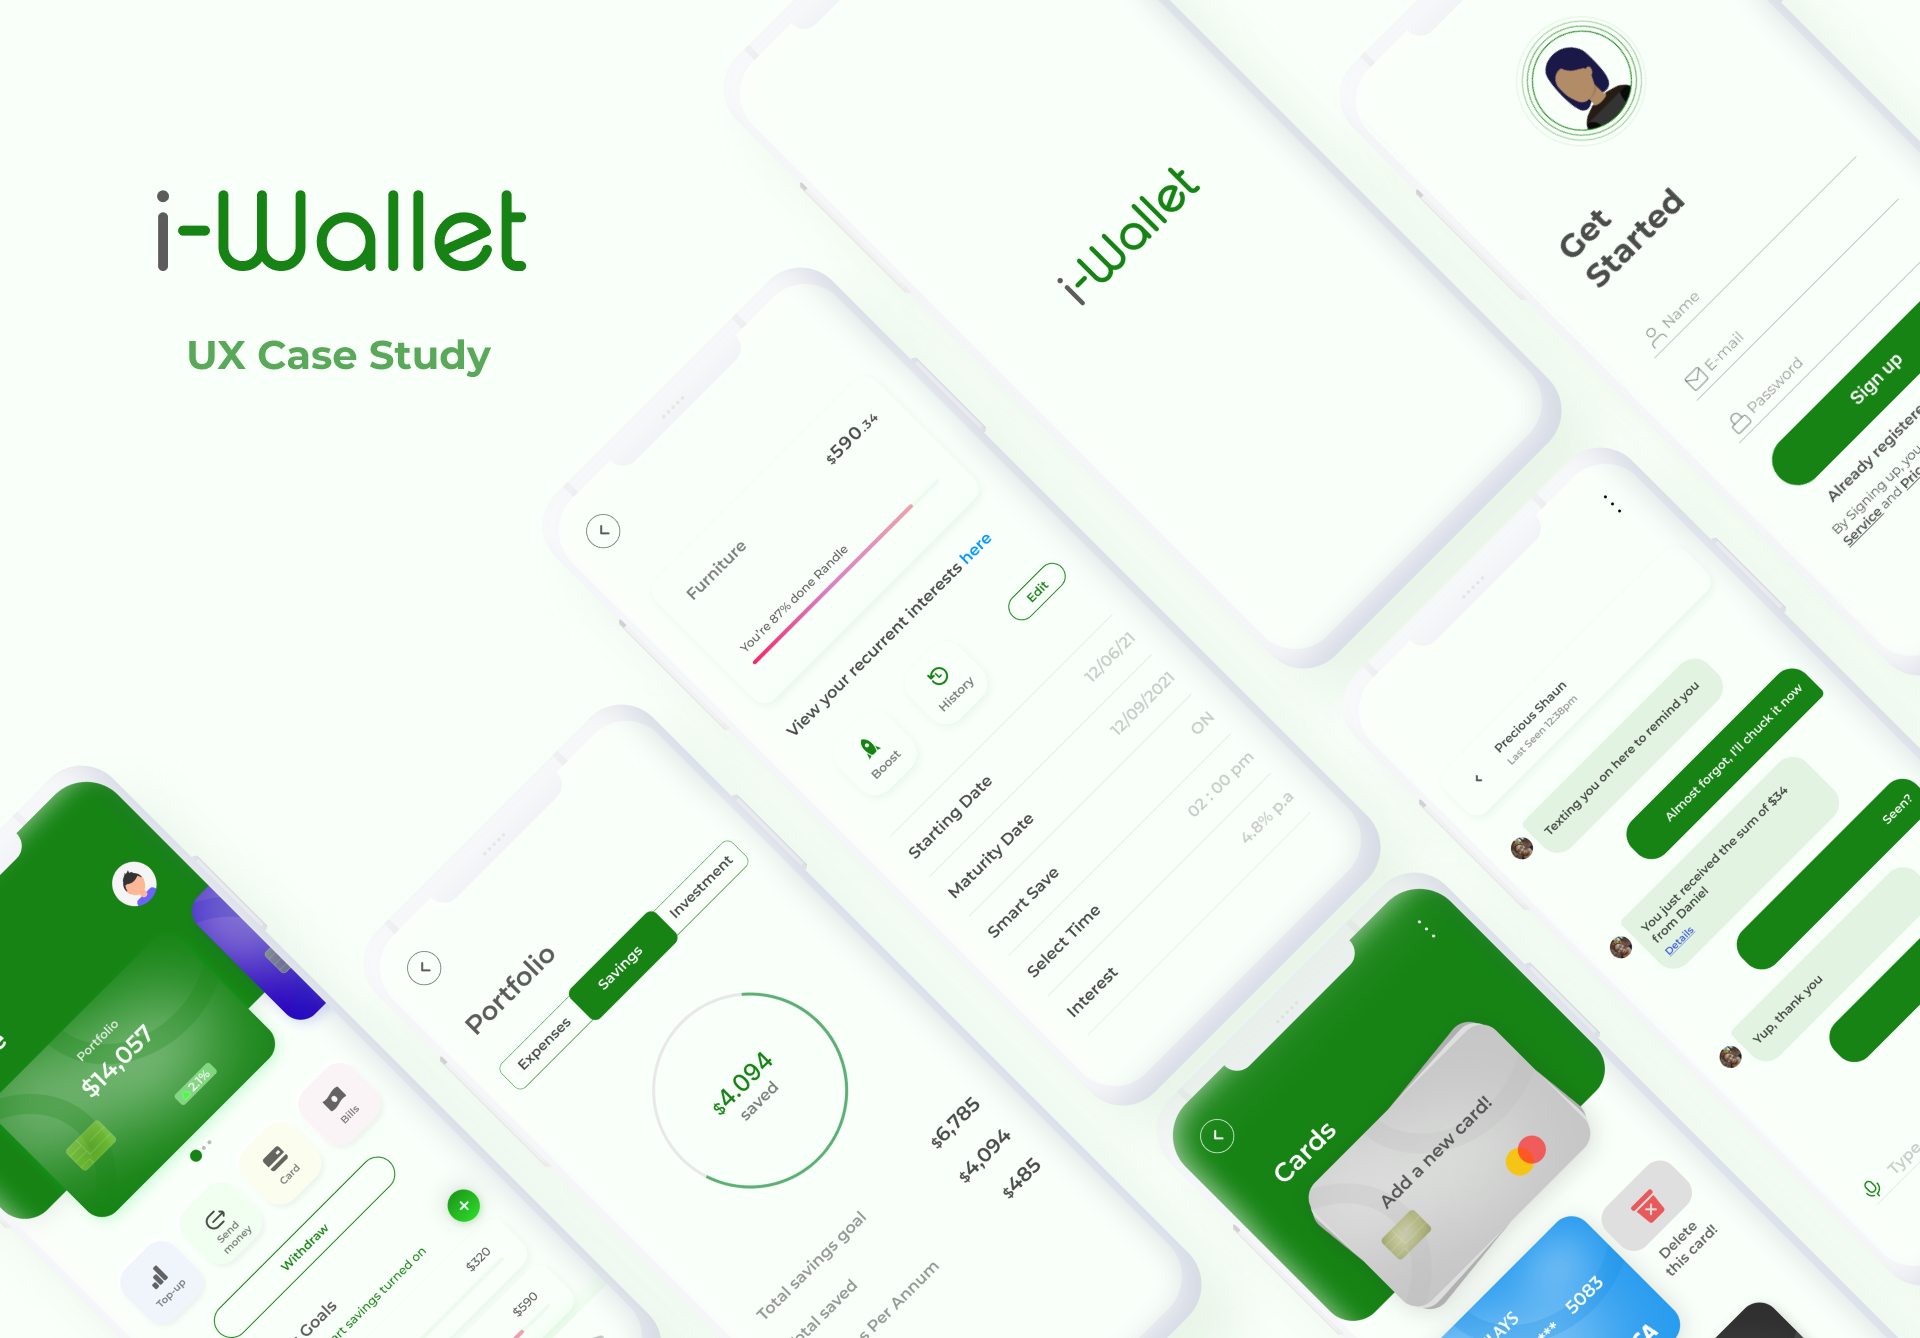 i-Wallet
UX Case Study
i-Wallet
Get
Started
Name
E-mail
Password
Sign up
By Signing up, you
Service and
$590.34
Furniture
You're 87% done Randle
View your recurrent interests here
Edit
Boost
History
Starting Date
12/06/21
Maturity Date
12/09/2021
Smart Save
ON
Select Time
02 : 00 pm
Interest
4.8% p.a
Precious Shaun
Last Seen 12:38pm
Texting you on here to remind you
Almost forgot, I'll chuck it now
You just received the sum of $34
from Daniel
Details
Seen?
Yup, thank you
Type
Portfolio
$14,057
2.1%
Top-up
Send
money
Card
Bills
Withdraw
Goals
savings turned on
$320
$590
Portfolio
Expenses
Savings
Investment
$4.094
saved
Total savings goal
$6,785
saved
$4,094
Per Annum
$485
Cards
Add a new card!
Delete
this card!
5083